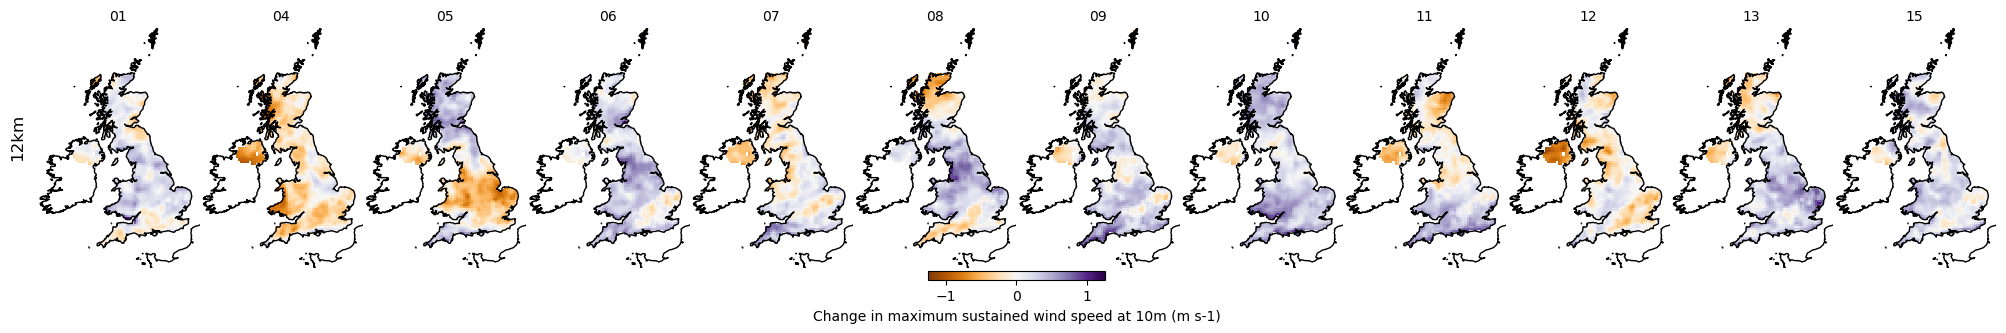 01 04 05 06 07 08 09 10 11 12 13 15
12km
−1 0 1
Change in maximum sustained wind speed at 10m (m s-1)